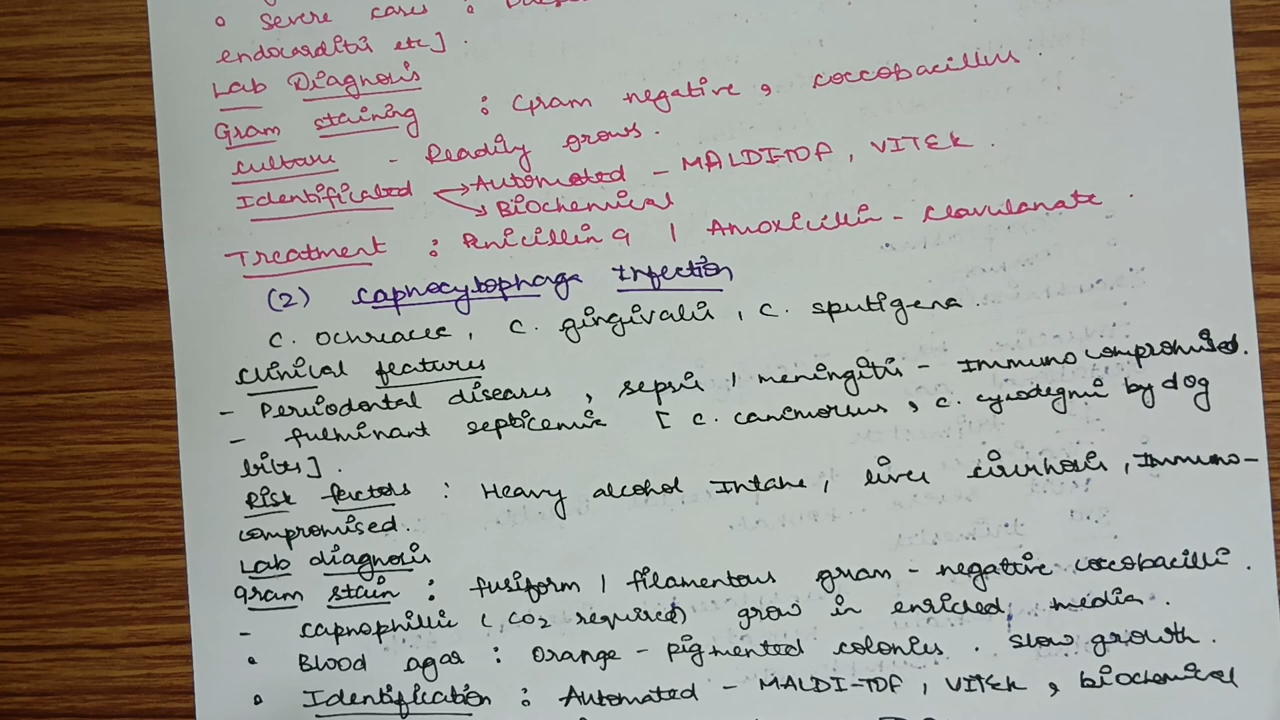 • Severe cases :
endocarditis etc].
Lab Diagnosis
Gram staining : Gram negative, coccobacillus.
Culture - Readily grows.
Identification → Automated - MALDI-TOF, VITEK.
→ Biochemical
Treatment : Penicillin G / Amoxicillin - clavulanate.
(2) Capnocytophaga Infection
C. ochracea, C. gingivalis, C. sputigena.
Clinical features
- Periodontal diseases, sepsis / meningitis - Immunocompromised.
- fulminant septicemia [C. canimorsus, C. cynodegmi by dog
bites].
Risk factors : Heavy alcohol Intake, liver cirrhosis, Immuno-
compromised.
Lab diagnosis
gram stain : fusiform / filamentous gram-negative coccobacilli.
- capnophilic (CO2 required) grow in enriched media.
• Blood agar : Orange-pigmented colonies. slow growth.
• Identification : Automated - MALDI-TOF, VITEK, biochemical